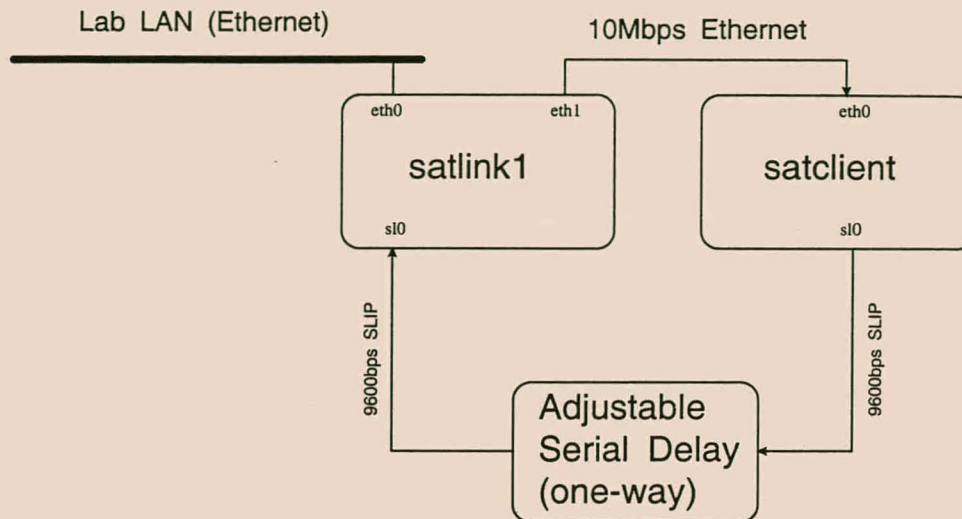 Lab LAN (Ethernet)
10Mbps Ethernet
eth0
eth1
eth0
satlink1
satclient
sl0
sl0
9600bps SLIP
9600bps SLIP
Adjustable
Serial Delay
(one-way)